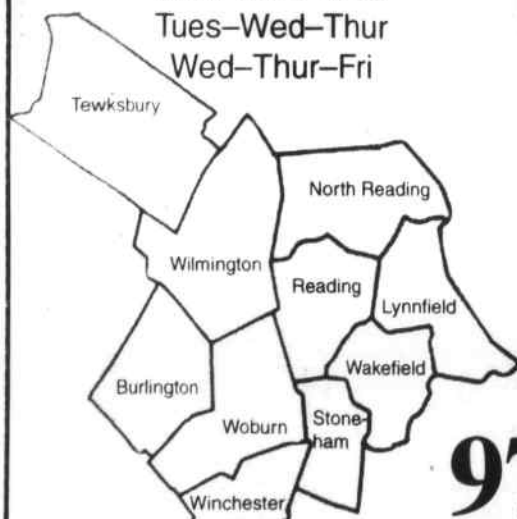 Tues–Wed–Thur
Wed–Thur–Fri
Tewksbury
North Reading
Wilmington
Reading
Lynnfield
Wakefield
Burlington
Woburn
Stone-
ham
Winchester